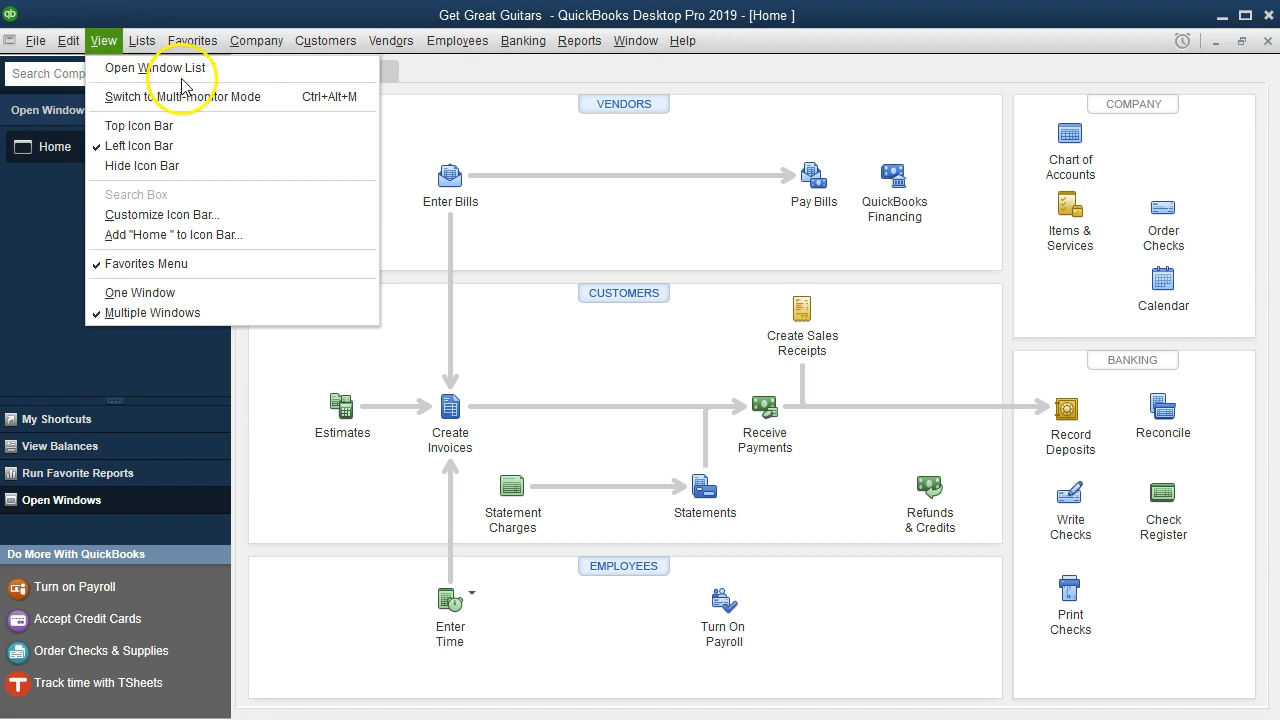 qb
Get Great Guitars - QuickBooks Desktop Pro 2019 - [Home ]
File Edit View Lists Favorites Company Customers Vendors Employees Banking Reports Window Help
Search Comp
Open Window
Home
Open Window List
Switch to Multi-monitor Mode Ctrl+Alt+M
Top Icon Bar
Left Icon Bar
Hide Icon Bar
Search Box
Customize Icon Bar...
Add "Home " to Icon Bar...
Favorites Menu
One Window
Multiple Windows
My Shortcuts
View Balances
Run Favorite Reports
Open Windows
Do More With QuickBooks
Turn on Payroll
Accept Credit Cards
Order Checks & Supplies
Track time with TSheets
VENDORS
Enter Bills
Pay Bills
QuickBooks
Financing
CUSTOMERS
Create Sales
Receipts
Estimates
Create
Invoices
Receive
Payments
Statement
Charges
Statements
Refunds
& Credits
EMPLOYEES
Enter
Time
Turn On
Payroll
COMPANY
Chart of
Accounts
Items &
Services
Order
Checks
Calendar
BANKING
Record
Deposits
Reconcile
Write
Checks
Check
Register
Print
Checks